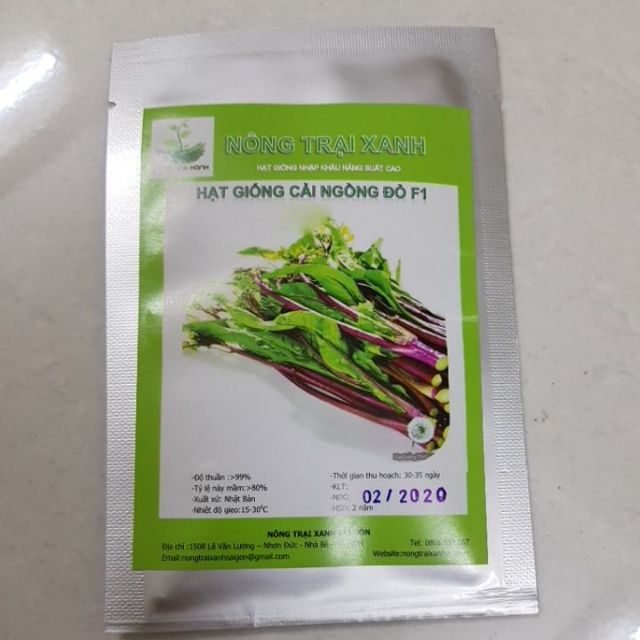 NÔNG TRẠI XANH
HẠT GIỐNG NHẬP KHẨU NĂNG SUẤT CAO
HẠT GIỐNG CẢI NGỒNG ĐỎ F1
-Độ thuần :>99%
-Tỷ lệ nảy mầm:>80%
-Xuất xứ: Nhật Bản
-Nhiệt độ gieo:15-30°C
-Thời gian thu hoạch: 30-35 ngày
-KLT:
-NĐG: 02/2020
-HSD: 2 năm
NÔNG TRẠI XANH
Địa chỉ :1508 Lê Văn Lương – Nhơn Đức - Nhà Bè
Tel:
Email:nongtraixanhsaigon@gmail.com